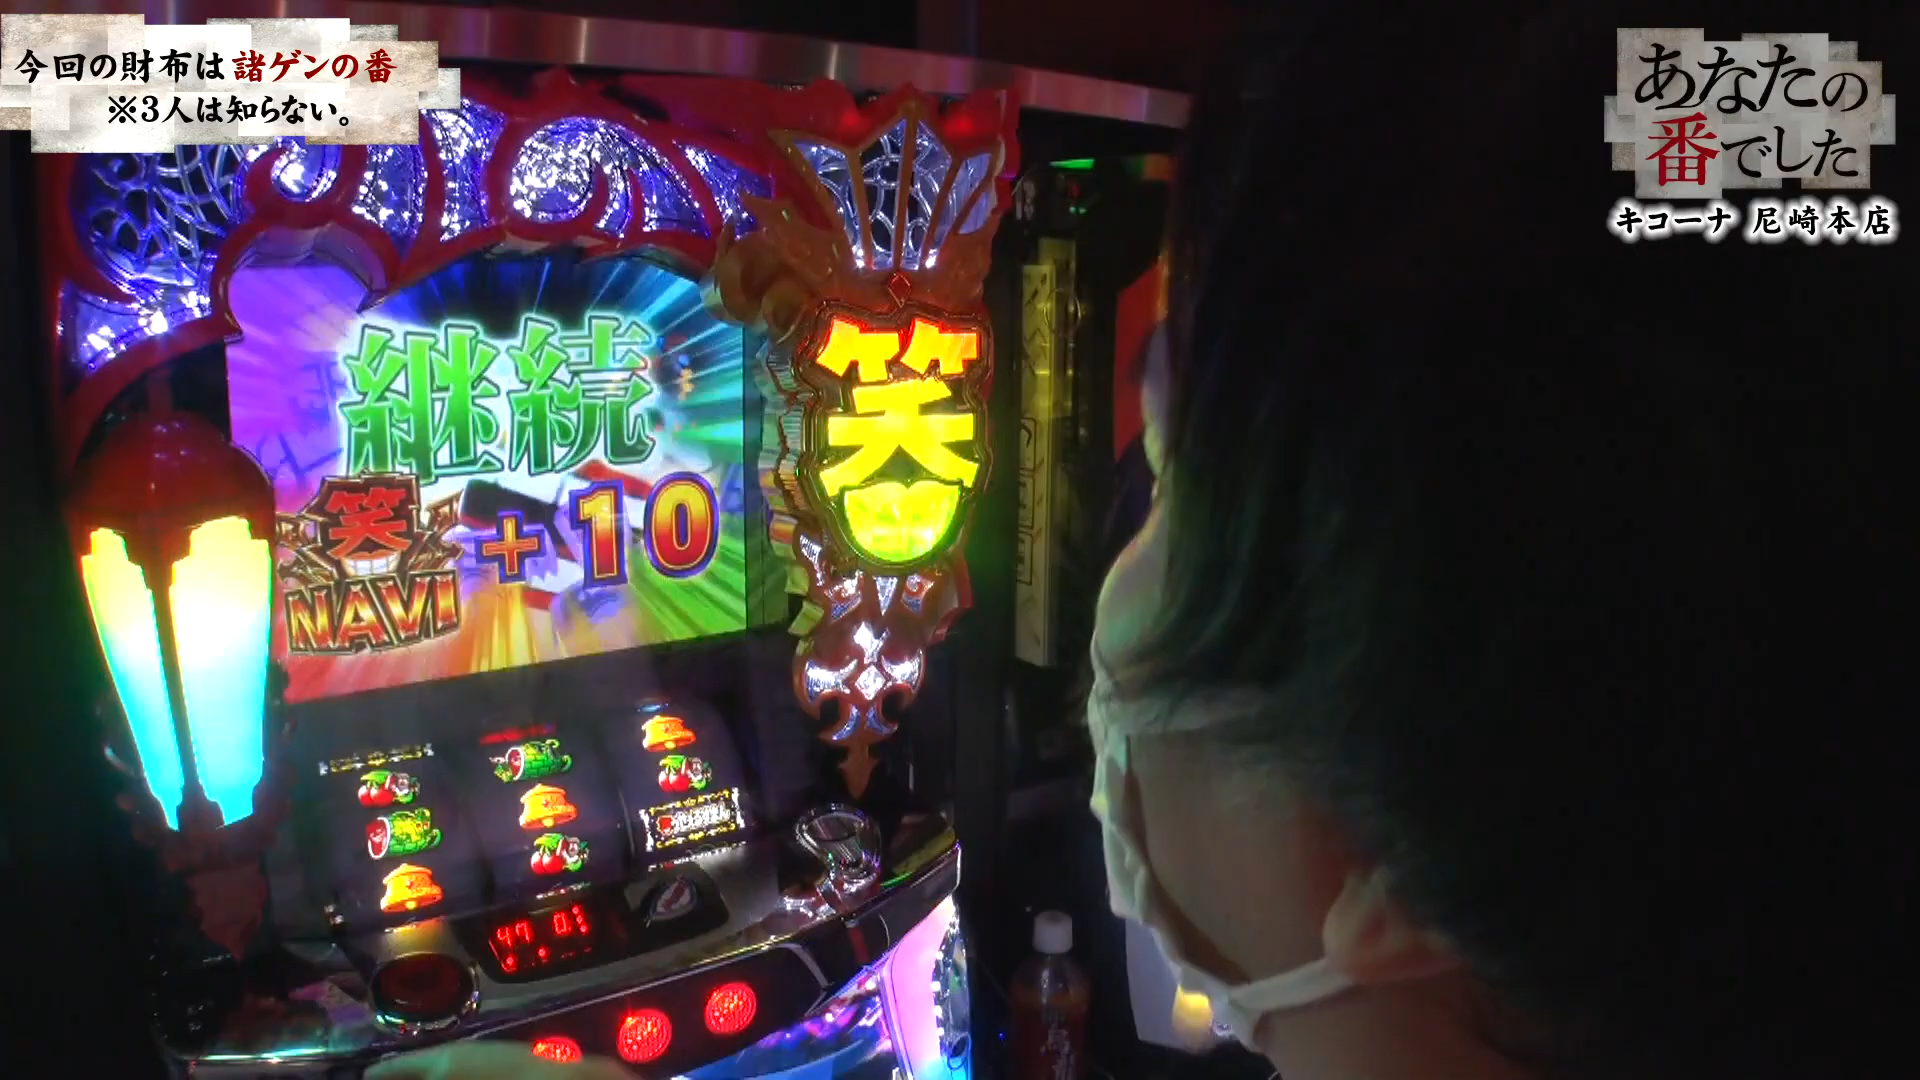 今回の財布は諸ゲンの番
※3人は知らない。
あなたの
番でした
キコーナ 尼崎本店
継続
笑
NAVI +10
笑
47 01